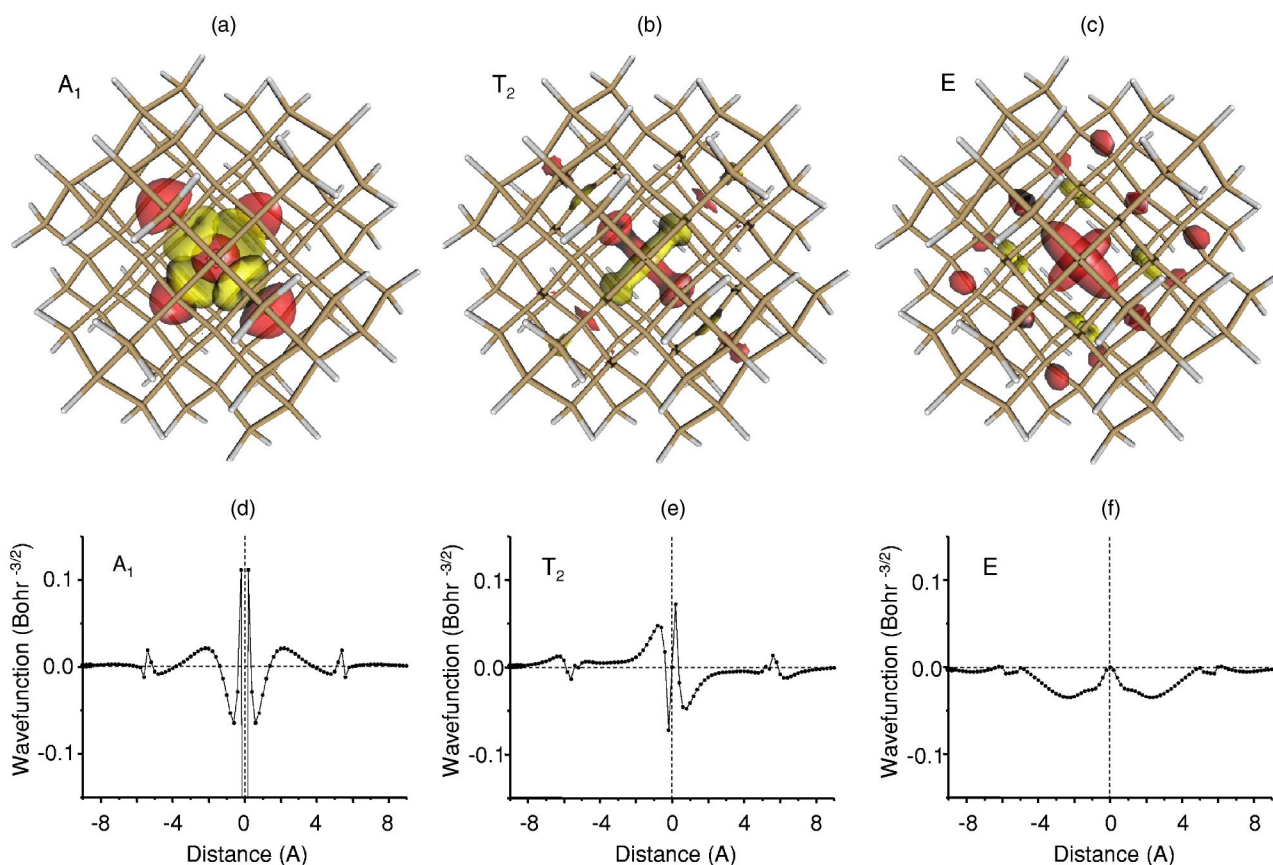 (a) (b) (c)
A1 T2 E
(d) (e) (f)
Wavefunction (Bohr -3/2)
0.1
0.0
-0.1
A1
-8 -4 0 4 8
Distance (A)
Wavefunction (Bohr -3/2)
0.1
0.0
-0.1
T2
-8 -4 0 4 8
Distance (A)
Wavefunction (Bohr -3/2)
0.1
0.0
-0.1
E
-8 -4 0 4 8
Distance (A)